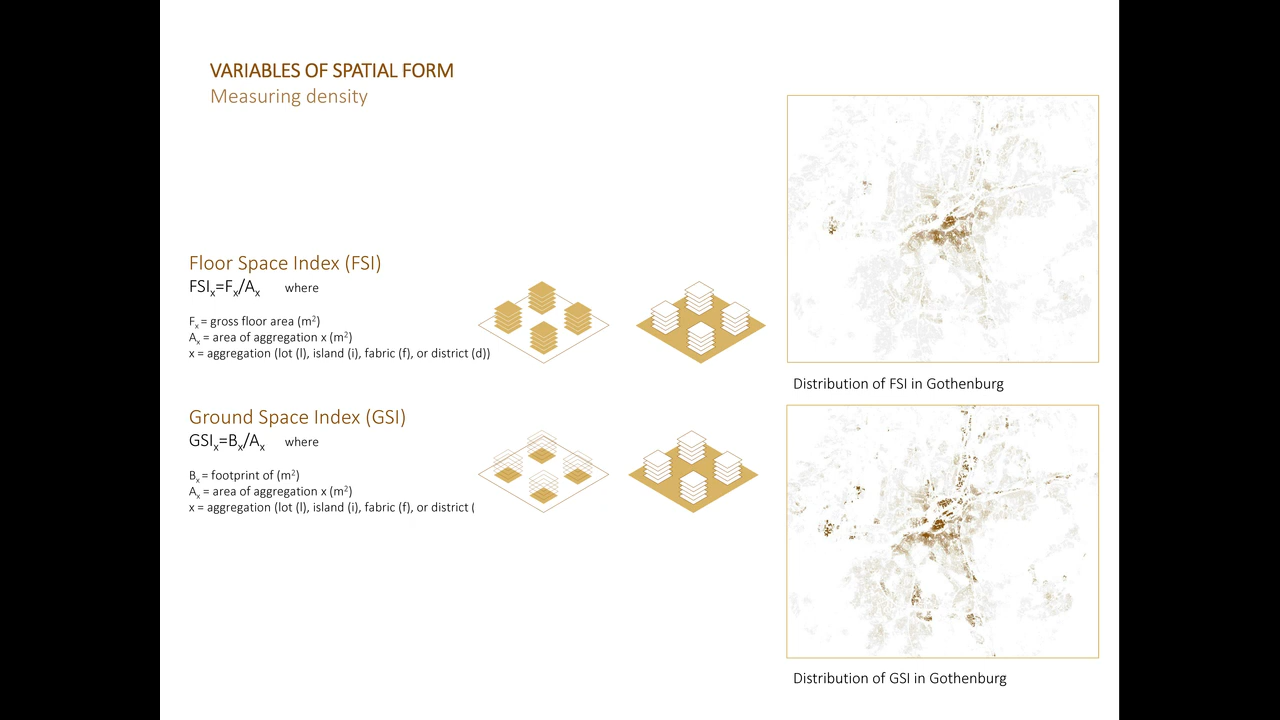 VARIABLES OF SPATIAL FORM
Measuring density
Floor Space Index (FSI)
FSIx=Fx/Ax where
Fx = gross floor area (m²)
Ax = area of aggregation x (m²)
x = aggregation (lot (l), island (i), fabric (f), or district (d))
Distribution of FSI in Gothenburg
Ground Space Index (GSI)
GSIx=Bx/Ax where
Bx = footprint of (m²)
Ax = area of aggregation x (m²)
x = aggregation (lot (l), island (i), fabric (f), or district (
Distribution of GSI in Gothenburg